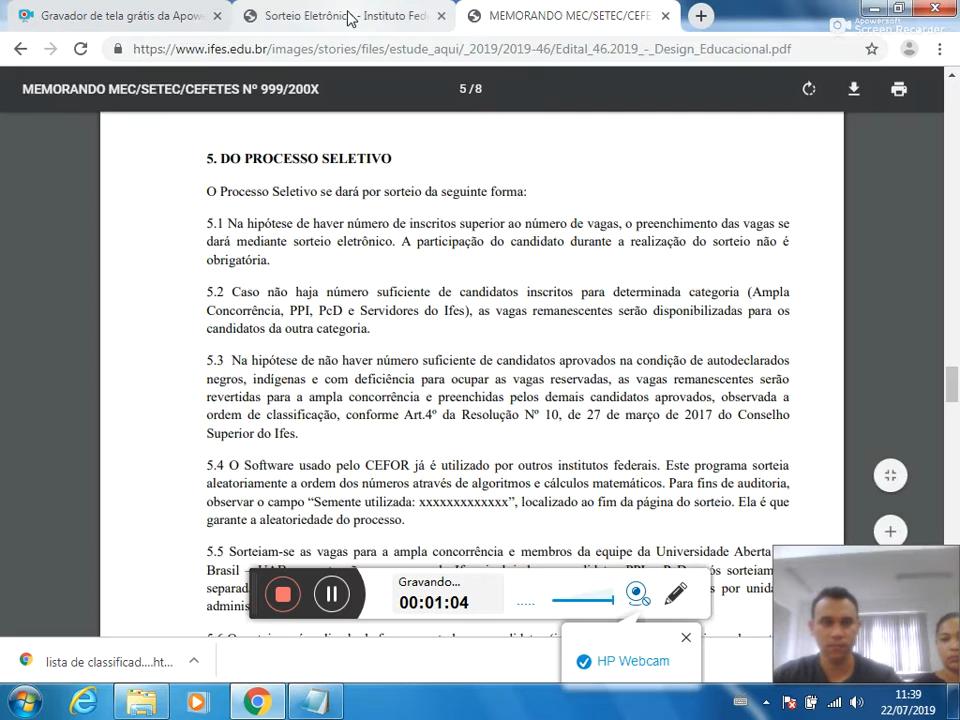 Gravador de tela grátis da Apowe
Sorteio Eletrônico - Instituto Fede
MEMORANDO MEC/SETEC/CEFE
Apowersoft
Screen Recorder
https://www.ifes.edu.br/images/stories/files/estude_aqui/_2019/2019-46/Edital_46.2019_-_Design_Educacional.pdf
MEMORANDO MEC/SETEC/CEFETES Nº 999/200X
5 / 8
5. DO PROCESSO SELETIVO
O Processo Seletivo se dará por sorteio da seguinte forma:
5.1 Na hipótese de haver número de inscritos superior ao número de vagas, o preenchimento das vagas se
dará mediante sorteio eletrônico. A participação do candidato durante a realização do sorteio não é
obrigatória.
5.2 Caso não haja número suficiente de candidatos inscritos para determinada categoria (Ampla
Concorrência, PPI, PcD e Servidores do Ifes), as vagas remanescentes serão disponibilizadas para os
candidatos da outra categoria.
5.3 Na hipótese de não haver número suficiente de candidatos aprovados na condição de autodeclarados
negros, indígenas e com deficiência para ocupar as vagas reservadas, as vagas remanescentes serão
revertidas para a ampla concorrência e preenchidas pelos demais candidatos aprovados, observada a
ordem de classificação, conforme Art.4º da Resolução Nº 10, de 27 de março de 2017 do Conselho
Superior do Ifes.
5.4 O Software usado pelo CEFOR já é utilizado por outros institutos federais. Este programa sorteia
aleatoriamente a ordem dos números através de algoritmos e cálculos matemáticos. Para fins de auditoria,
observar o campo “Semente utilizada: xxxxxxxxxxxxx”, localizado ao fim da página do sorteio. Ela é que
garante a aleatoriedade do processo.
5.5 Sorteiam-se as vagas para a ampla concorrência e membros da equipe da Universidade Aberta
Brasil
separada
adminis
por unid
Gravando...
00:01:04
HP Webcam
lista de classificad....ht...
11:39
22/07/2019